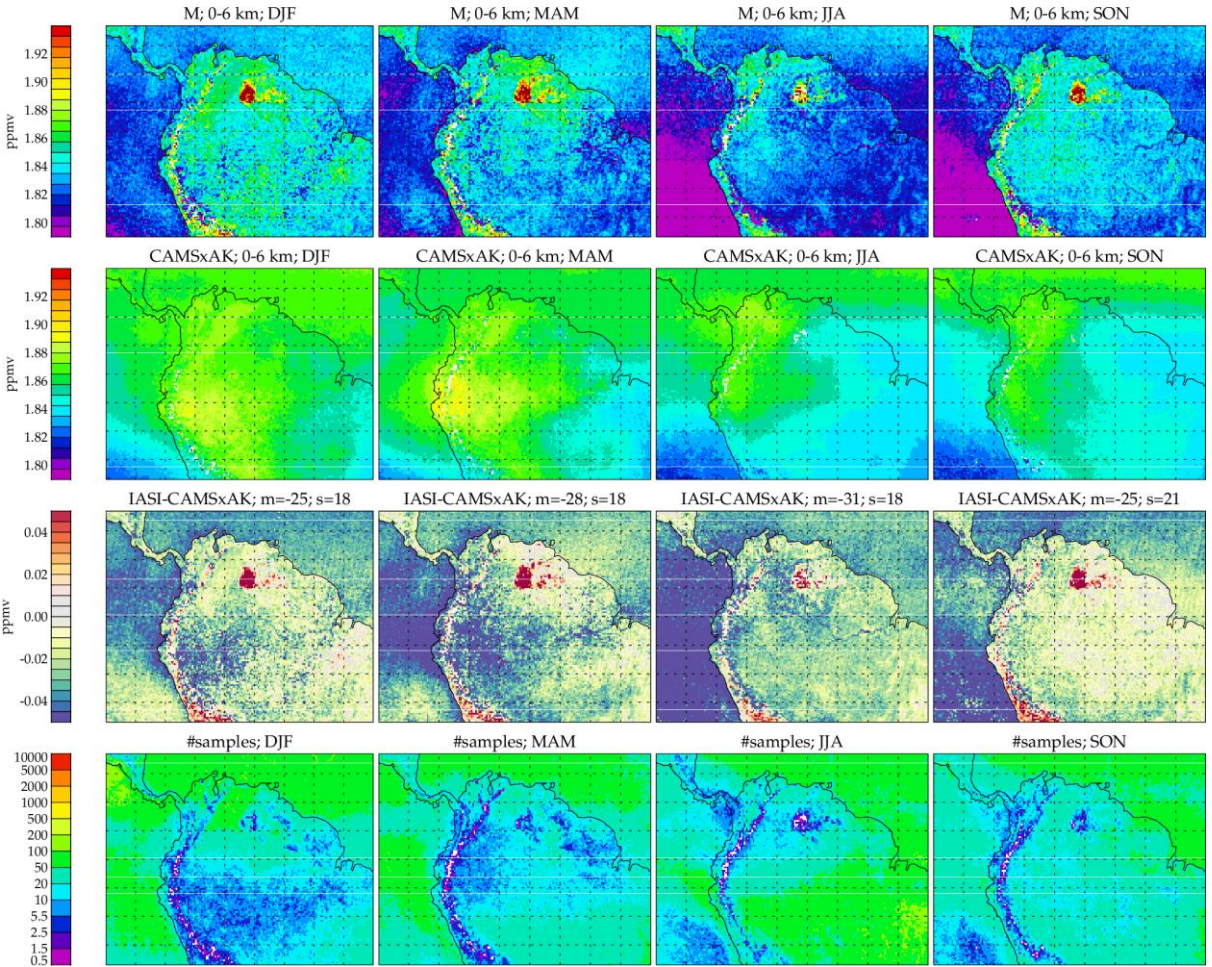 M; 0-6 km; DJF
M; 0-6 km; MAM
M; 0-6 km; JJA
M; 0-6 km; SON
1.92
1.90
1.88
1.86
1.84
1.82
1.80
ppmv
CAMSxAK; 0-6 km; DJF
CAMSxAK; 0-6 km; MAM
CAMSxAK; 0-6 km; JJA
CAMSxAK; 0-6 km; SON
1.92
1.90
1.88
1.86
1.84
1.82
1.80
ppmv
IASI-CAMSxAK; m=-25; s=18
IASI-CAMSxAK; m=-28; s=18
IASI-CAMSxAK; m=-31; s=18
IASI-CAMSxAK; m=-25; s=21
0.04
0.02
0.00
-0.02
-0.04
ppmv
#samples; DJF
#samples; MAM
#samples; JJA
#samples; SON
10000
5000
2000
1000
500
200
100
50
20
10
5.5
2.5
1.5
0.5